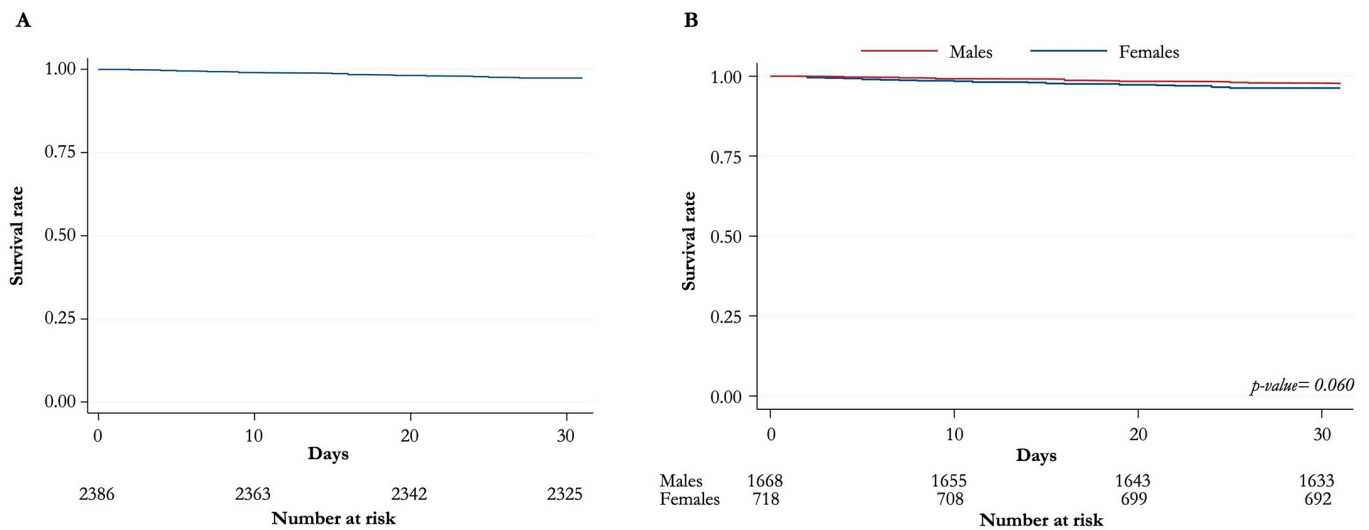 A
Survival rate
1.00
0.75
0.50
0.25
0.00
0 10 20 30
Days
2386 2363 2342 2325
Number at risk
B
Males Females
Survival rate
1.00
0.75
0.50
0.25
0.00
p-value= 0.060
0 10 20 30
Days
Males 1668 1655 1643 1633
Females 718 708 699 692
Number at risk